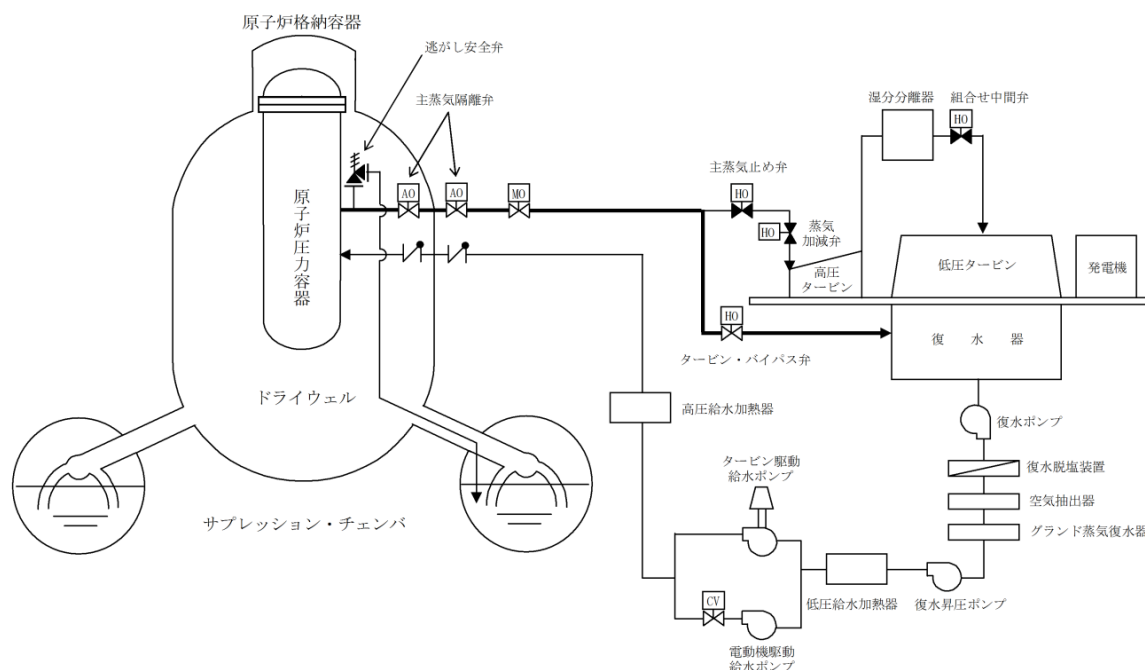 原子炉格納容器
逃がし安全弁
主蒸気隔離弁
湿分分離器
組合せ中間弁
HO
主蒸気止め弁
AO
AO
MO
HO
HO
蒸気
加減弁
原子炉圧力容器
高圧
タービン
低圧タービン
発電機
HO
復水器
タービン・バイパス弁
ドライウェル
高圧給水加熱器
復水ポンプ
タービン駆動
給水ポンプ
復水脱塩装置
空気抽出器
サプレッション・チェンバ
グランド蒸気復水器
CV
低圧給水加熱器
復水昇圧ポンプ
電動機駆動
給水ポンプ